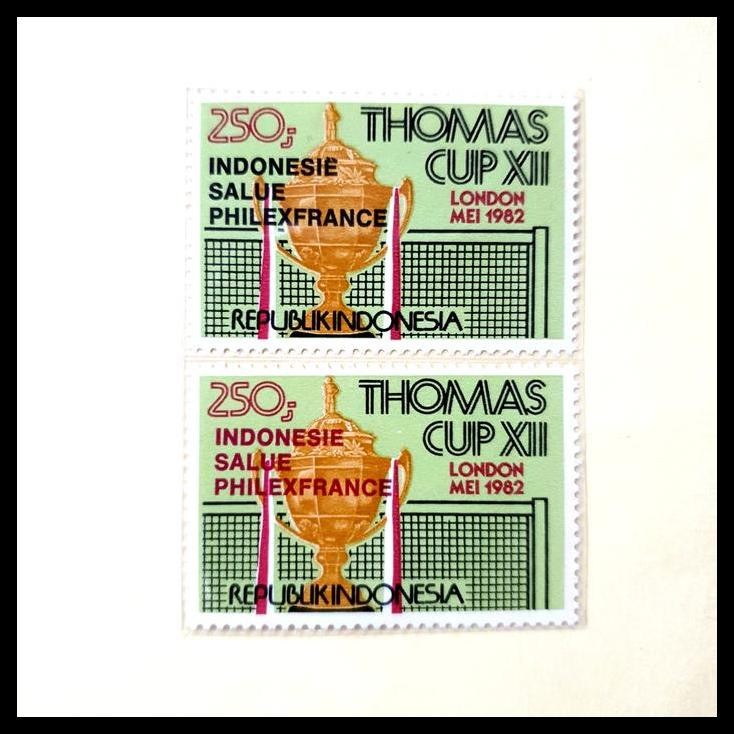 250,-
THOMAS
CUP XII
INDONESIE
SALUE
PHILEXFRANCE
LONDON
MEI 1982
REPUBLIK INDONESIA
250,-
THOMAS
CUP XII
INDONESIE
SALUE
PHILEXFRANCE
LONDON
MEI 1982
REPUBLIK INDONESIA